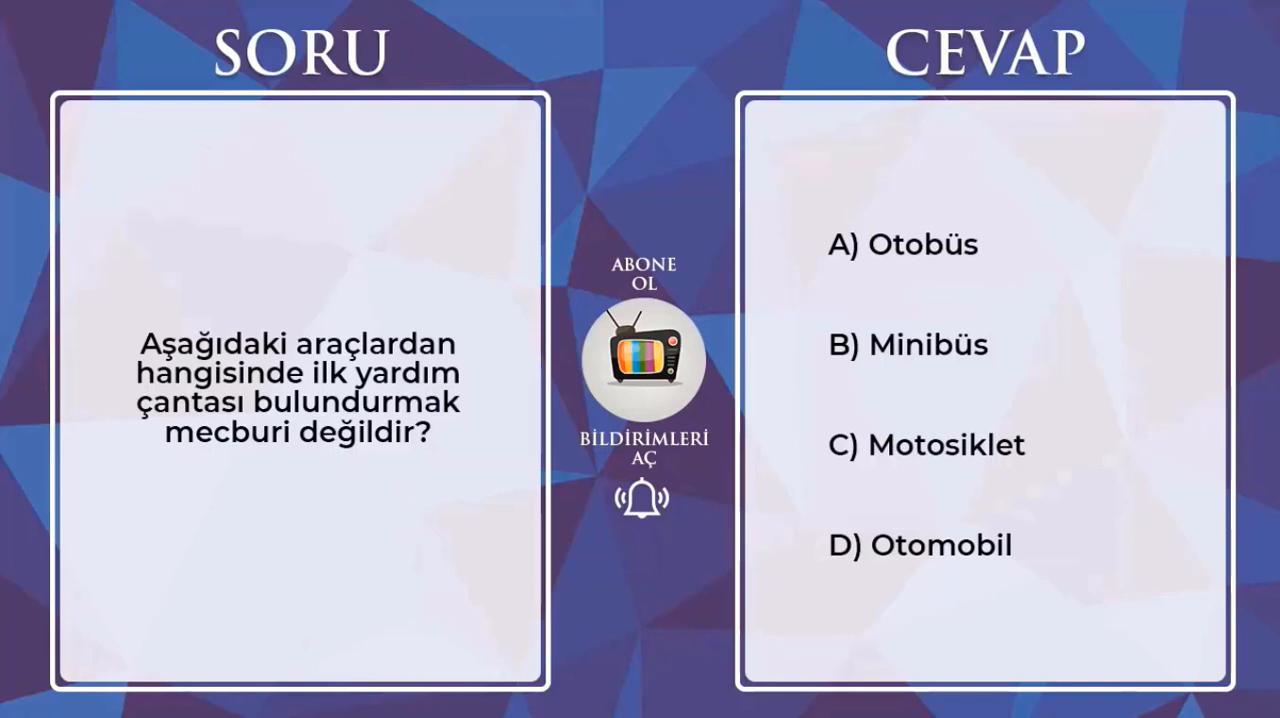 SORU
Aşağıdaki araçlardan
hangisinde ilk yardım
çantası bulundurmak
mecburi değildir?
ABONE
OL
BİLDİRİMLERİ
AÇ
CEVAP
A) Otobüs
B) Minibüs
C) Motosiklet
D) Otomobil